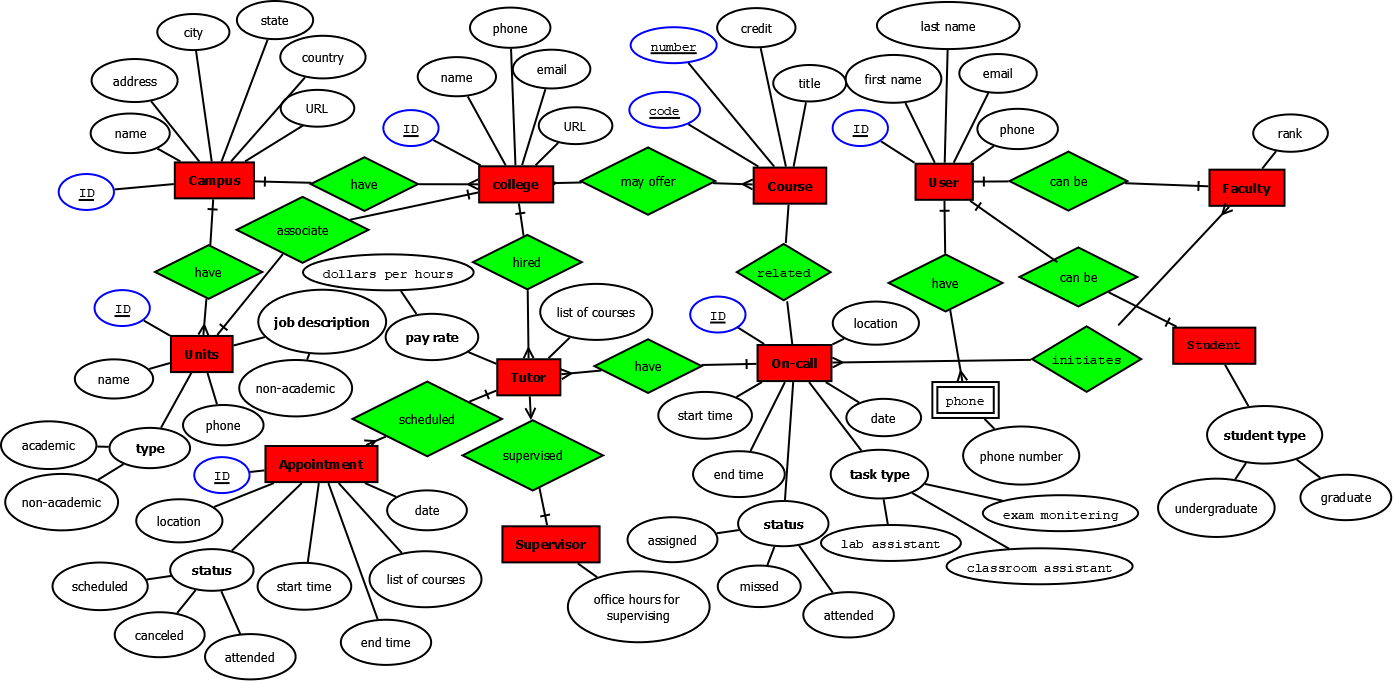 state
last name
phone
credit
city
number
country
name
email
title
first name
email
address
URL
code
ID
URL
ID
phone
rank
name
Campus
have
college
may offer
Course
User
can be
Faculty
ID
associate
have
hired
related
have
can be
dollars per hours
ID
job description
list of courses
ID
location
pay rate
Units
have
On-call
initiates
Student
name
Tutor
non-academic
phone
start time
date
phone
scheduled
academic
type
supervised
phone number
student type
Appointment
ID
end time
task type
non-academic
undergraduate
graduate
location
date
exam monitering
status
assigned
lab assistant
Supervisor
status
classroom assistant
scheduled
start time
list of courses
missed
office hours for
supervising
canceled
attended
end time
attended